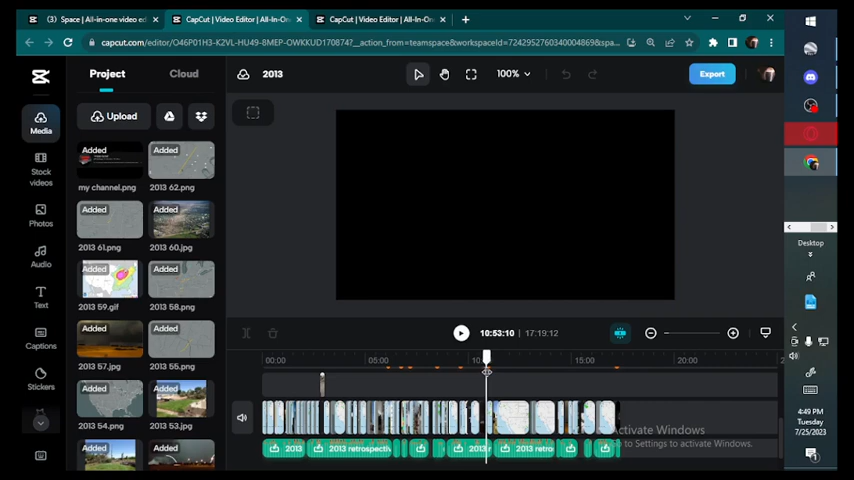 (3) Space | All-in-one video ed
CapCut | Video Editor | All-In-On
CapCut | Video Editor | All-In-On
capcut.com/editor/O46P01H3-K2VL-HU49-8MEP-OWKKUD170874?__action_from=teamspace&workspaceId=7242952760340004869&spa...
Project
Cloud
2013
100%
Export
Media
Upload
Stock videos
Photos
Audio
Text
Captions
Stickers
Added
my channel.png
Added
2013 62.png
Added
2013 61.png
Added
2013 60.jpg
Added
2013 59.gif
Added
2013 58.png
Added
2013 57.jpg
Added
2013 55.png
Added
2013 54.png
Added
2013 53.jpg
Added
Added
10:53:10 | 17:19:12
00:00
05:00
10:
15:00
20:00
2
2013
2013 retrospectiv
2013 r
2013 retro
Activate Windows
o to Settings to activate Windows.
Desktop
4:49 PM
Tuesday
7/25/2023
1